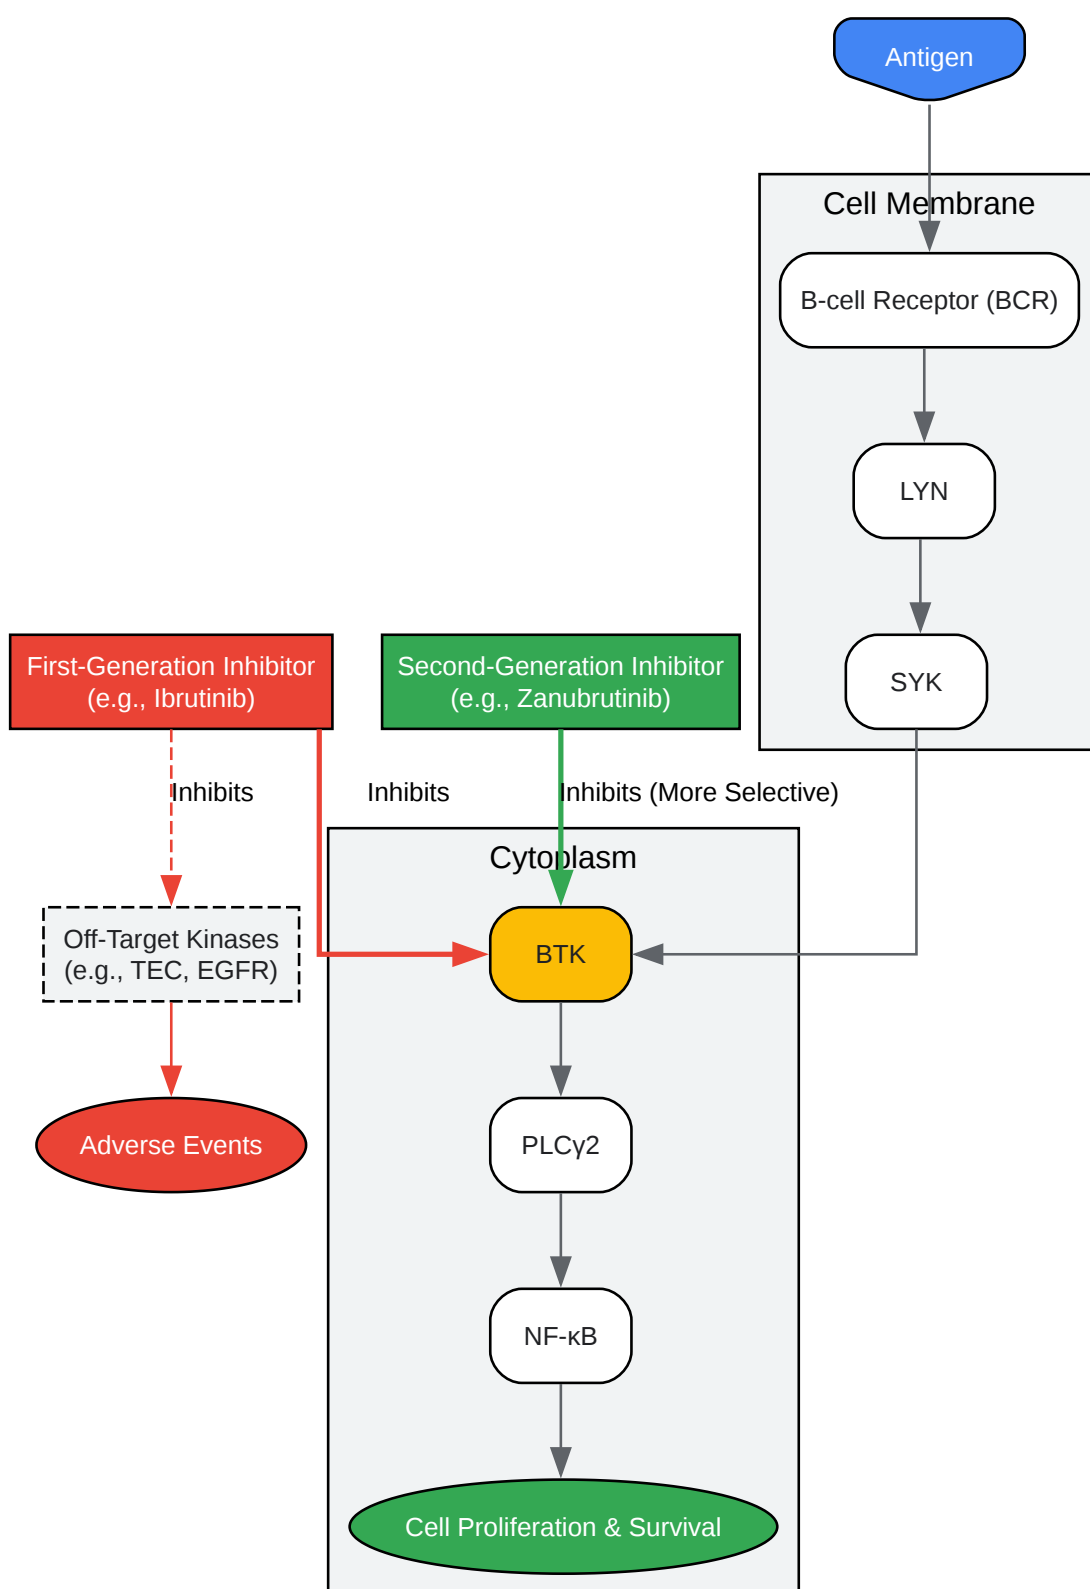 Antigen
Cell Membrane
B-cell Receptor (BCR)
LYN
SYK
First-Generation Inhibitor
(e.g., Ibrutinib)
Second-Generation Inhibitor
(e.g., Zanubrutinib)
Inhibits
Inhibits
Inhibits (More Selective)
Cytoplasm
Off-Target Kinases
(e.g., TEC, EGFR)
BTK
Adverse Events
PLCγ2
NF-κB
Cell Proliferation & Survival